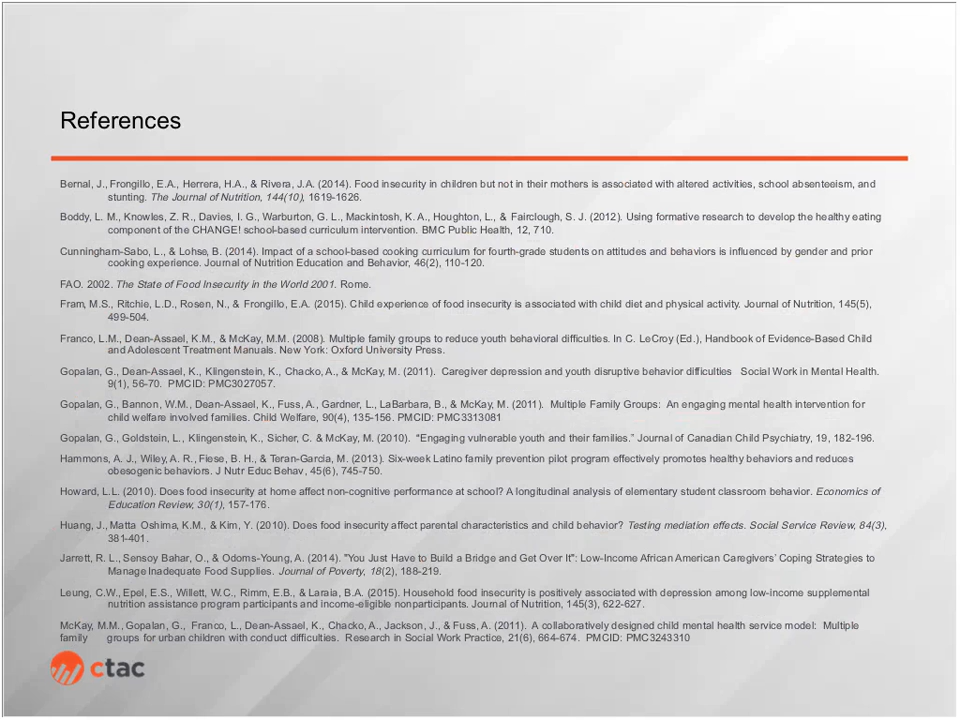 References
Bernal, J., Frongillo, E.A., Herrera, H.A., & Rivera, J.A. (2014). Food insecurity in children but not in their mothers is associated with altered activities, school absenteeism, and
stunting. The Journal of Nutrition, 144(10), 1619-1626.
Boddy, L. M., Knowles, Z. R., Davies, I. G., Warburton, G. L., Mackintosh, K. A., Houghton, L., & Fairclough, S. J. (2012). Using formative research to develop the healthy eating
component of the CHANGE! school-based curriculum intervention. BMC Public Health, 12, 710.
Cunningham-Sabo, L., & Lohse, B. (2014). Impact of a school-based cooking curriculum for fourth-grade students on attitudes and behaviors is influenced by gender and prior
cooking experience. Journal of Nutrition Education and Behavior, 46(2), 110-120.
FAO. 2002. The State of Food Insecurity in the World 2001. Rome.
Fram, M.S., Ritchie, L.D., Rosen, N., & Frongillo, E.A. (2015). Child experience of food insecurity is associated with child diet and physical activity. Journal of Nutrition, 145(5),
499-504.
Franco, L.M., Dean-Assael, K.M., & McKay, M.M. (2008). Multiple family groups to reduce youth behavioral difficulties. In C. LeCroy (Ed.), Handbook of Evidence-Based Child
and Adolescent Treatment Manuals. New York: Oxford University Press.
Gopalan, G., Dean-Assael, K., Klingenstein, K., Chacko, A., & McKay, M. (2011). Caregiver depression and youth disruptive behavior difficulties Social Work in Mental Health.
9(1), 56-70. PMCID: PMC3027057.
Gopalan, G., Bannon, W.M., Dean-Assael, K., Fuss, A., Gardner, L., LaBarbara, B., & McKay, M. (2011). Multiple Family Groups: An engaging mental health intervention for
child welfare involved families. Child Welfare, 90(4), 135-156. PMCID: PMC3313081
Gopalan, G., Goldstein, L., Klingenstein, K., Sicher, C. & McKay, M. (2010). "Engaging vulnerable youth and their families." Journal of Canadian Child Psychiatry, 19, 182-196.
Hammons, A. J., Wiley, A. R., Fiese, B. H., & Teran-Garcia, M. (2013). Six-week Latino family prevention pilot program effectively promotes healthy behaviors and reduces
obesogenic behaviors. J Nutr Educ Behav, 45(6), 745-750.
Howard, L.L. (2010). Does food insecurity at home affect non-cognitive performance at school? A longitudinal analysis of elementary student classroom behavior. Economics of
Education Review, 30(1), 157-176.
Huang, J., Matta Oshima, K.M., & Kim, Y. (2010). Does food insecurity affect parental characteristics and child behavior? Testing mediation effects. Social Service Review, 84(3),
381-401.
Jarrett, R. L., Sensoy Bahar, O., & Odoms-Young, A. (2014). "You Just Have to Build a Bridge and Get Over It": Low-Income African American Caregivers' Coping Strategies to
Manage Inadequate Food Supplies. Journal of Poverty, 18(2), 188-219.
Leung, C.W., Epel, E.S., Willett, W.C., Rimm, E.B., & Laraia, B.A. (2015). Household food insecurity is positively associated with depression among low-income supplemental
nutrition assistance program participants and income-eligible nonparticipants. Journal of Nutrition, 145(3), 622-627.
McKay, M.M., Gopalan, G., Franco, L., Dean-Assael, K., Chacko, A., Jackson, J., & Fuss, A. (2011). A collaboratively designed child mental health service model: Multiple
family groups for urban children with conduct difficulties. Research in Social Work Practice, 21(6), 664-674. PMCID: PMC3243310
ctac